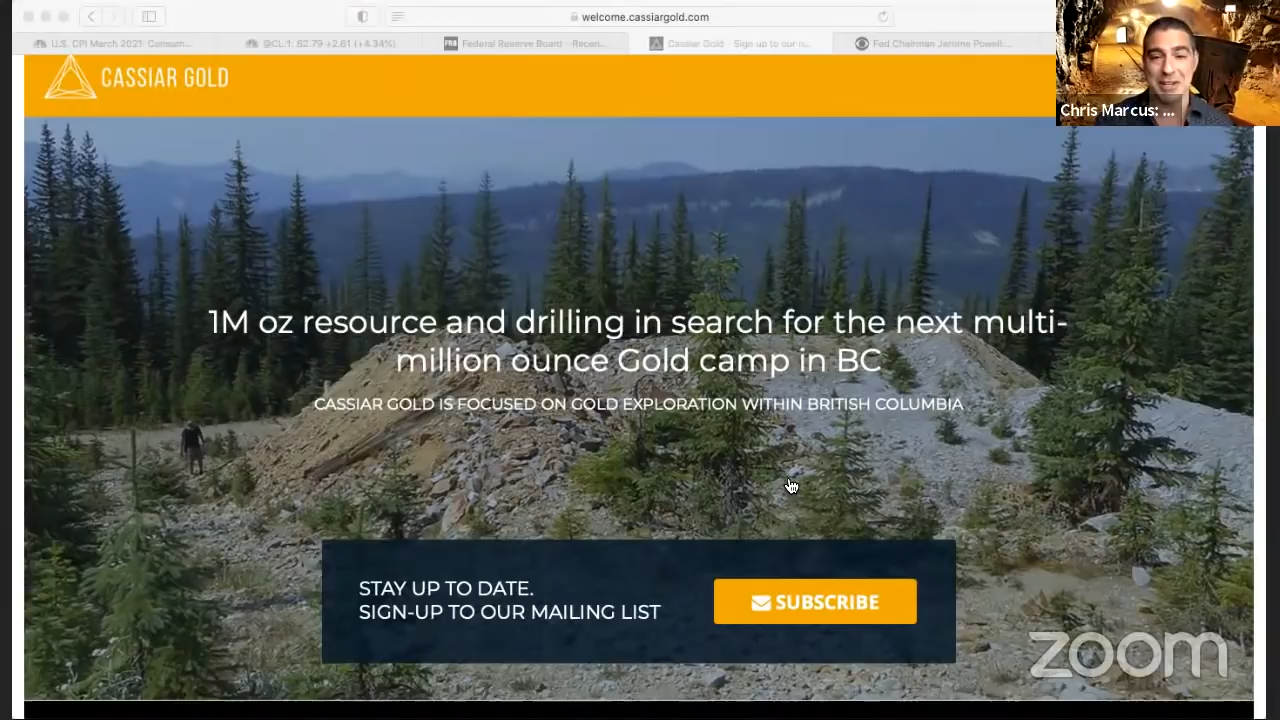 welcome.cassiargold.com
U.S. CPI March 2021: Consum...
@CL.1: 62.79 +2.61 (+4.34%)
FRB Federal Reserve Board - Recen...
Cassiar Gold - Sign up to our n...
Fed Chairman Jerome Powell:...
CASSIAR GOLD
Chris Marcus: ...
1M oz resource and drilling in search for the next multi-
million ounce Gold camp in BC
CASSIAR GOLD IS FOCUSED ON GOLD EXPLORATION WITHIN BRITISH COLUMBIA
STAY UP TO DATE.
SIGN-UP TO OUR MAILING LIST
SUBSCRIBE
zoom